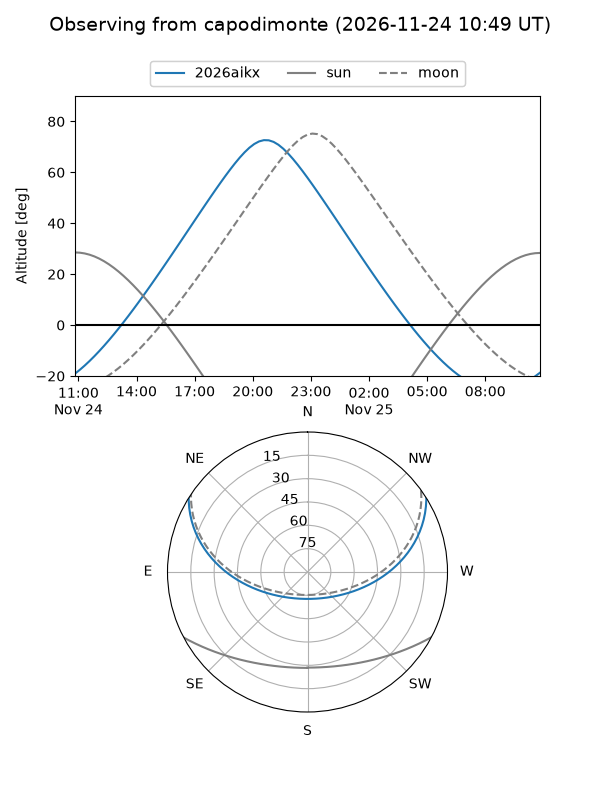 Observing from capodimonte (2026-11-24 10:49 UT)
2026aikx sun moon
80
60
40
20
0
−20
Altitude [deg]
11:00 14:00 17:00 20:00 23:00 02:00 05:00 08:00
Nov 24 Nov 25
N
NE NW
15
30
45
60
75
E W
SE SW
S